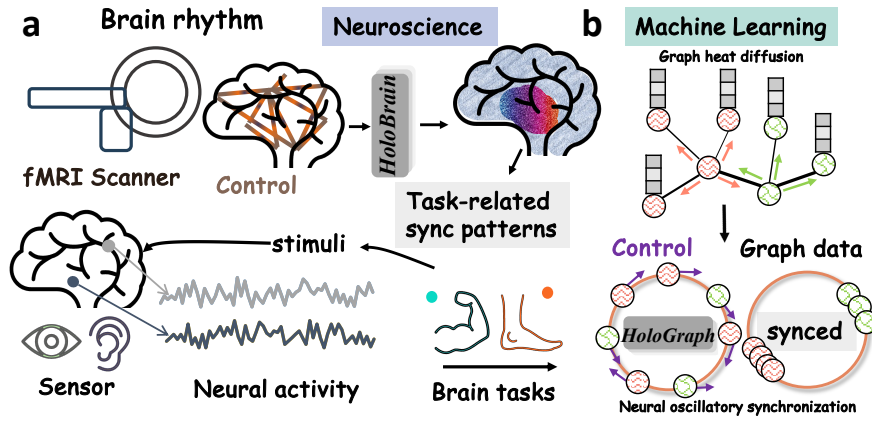 a
Brain rhythm
Neuroscience
HoloBrain
fMRI Scanner
Control
Task-related
sync patterns
stimuli
Sensor
Neural activity
Brain tasks
b
Machine Learning
Graph heat diffusion
Control
Graph data
HoloGraph
synced
Neural oscillatory synchronization